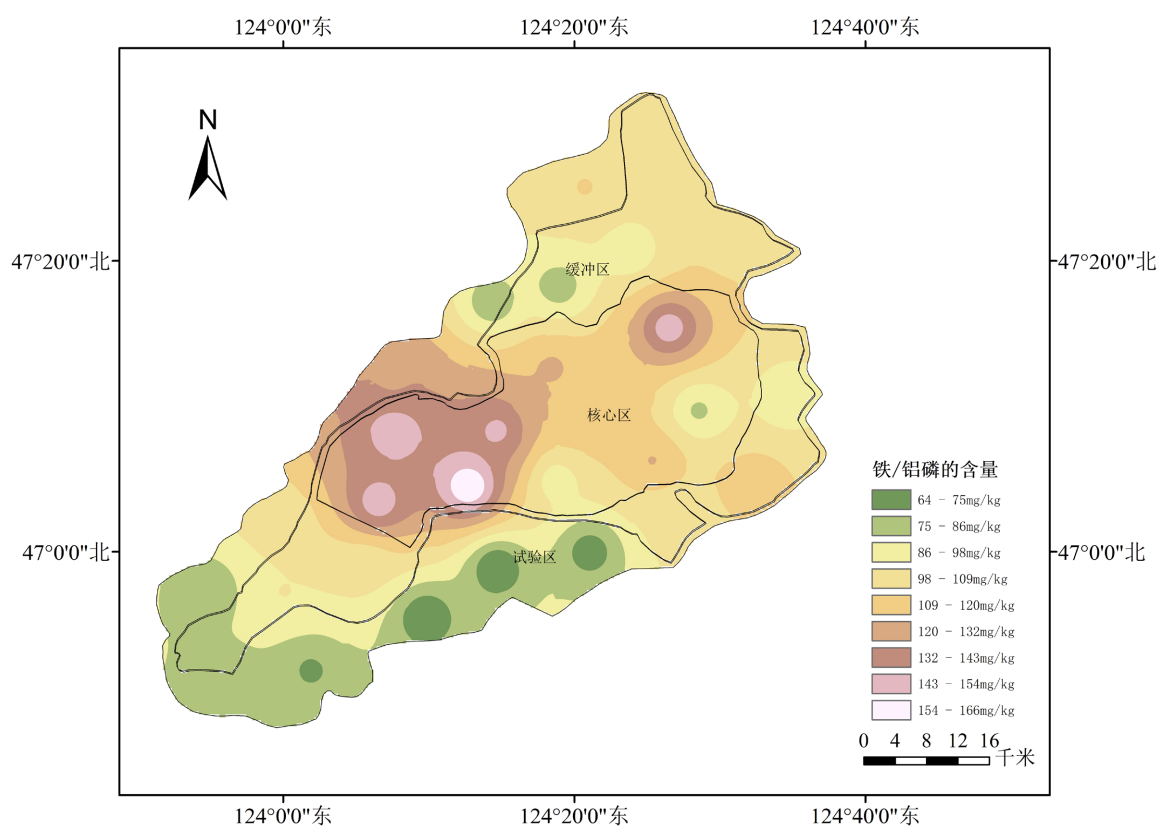 124°0'0"东 124°20'0"东 124°40'0"东
N
47°20'0"北 47°20'0"北
缓冲区
核心区
铁/铝磷的含量
64 - 75mg/kg
75 - 86mg/kg
47°0'0"北 试验区 86 - 98mg/kg 47°0'0"北
98 - 109mg/kg
109 - 120mg/kg
120 - 132mg/kg
132 - 143mg/kg
143 - 154mg/kg
154 - 166mg/kg
0 4 8 12 16
千米
124°0'0"东 124°20'0"东 124°40'0"东